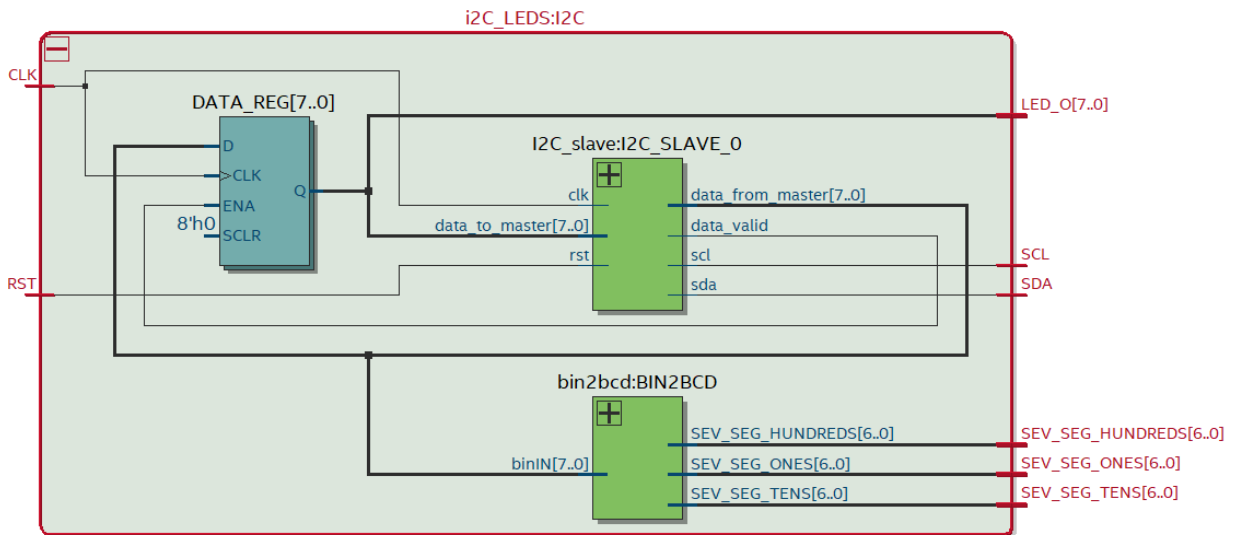 i2C_LEDS:I2C
CLK
DATA_REG[7..0]
LED_O[7..0]
D
>CLK
Q
ENA
8'h0
SCLR
I2C_slave:I2C_SLAVE_0
clk
data_from_master[7..0]
data_to_master[7..0]
data_valid
rst
scl
sda
SCL
RST
SDA
bin2bcd:BIN2BCD
SEV_SEG_HUNDREDS[6..0]
SEV_SEG_HUNDREDS[6..0]
binIN[7..0]
SEV_SEG_ONES[6..0]
SEV_SEG_ONES[6..0]
SEV_SEG_TENS[6..0]
SEV_SEG_TENS[6..0]